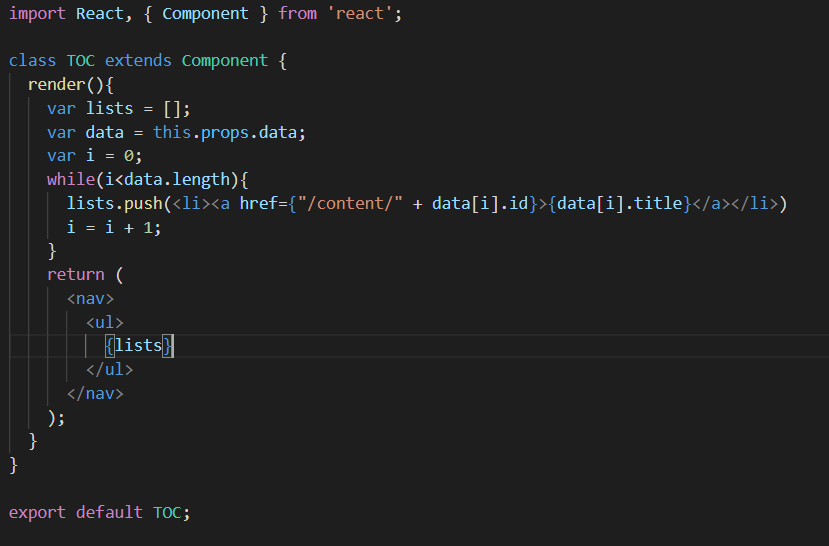 import React, { Component } from 'react';
class TOC extends Component {
render(){
var lists = [];
var data = this.props.data;
var i = 0;
while(i<data.length){
lists.push(<li><a href={"/content/" + data[i].id}>{data[i].title}</a></li>)
i = i + 1;
}
return (
<nav>
<ul>
{lists}
</ul>
</nav>
);
}
}
export default TOC;